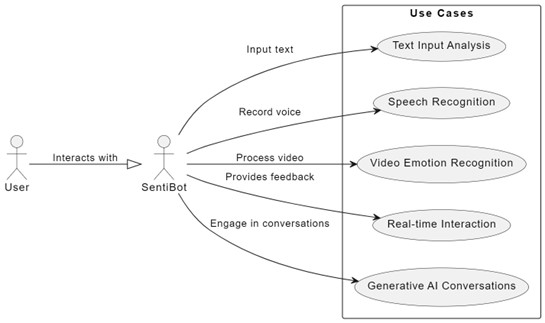 Use Cases
Input text
Text Input Analysis
Record voice
Speech Recognition
Interacts with
Process video
Video Emotion Recognition
User
SentiBot
Provides feedback
Real-time Interaction
Engage in conversations
Generative AI Conversations